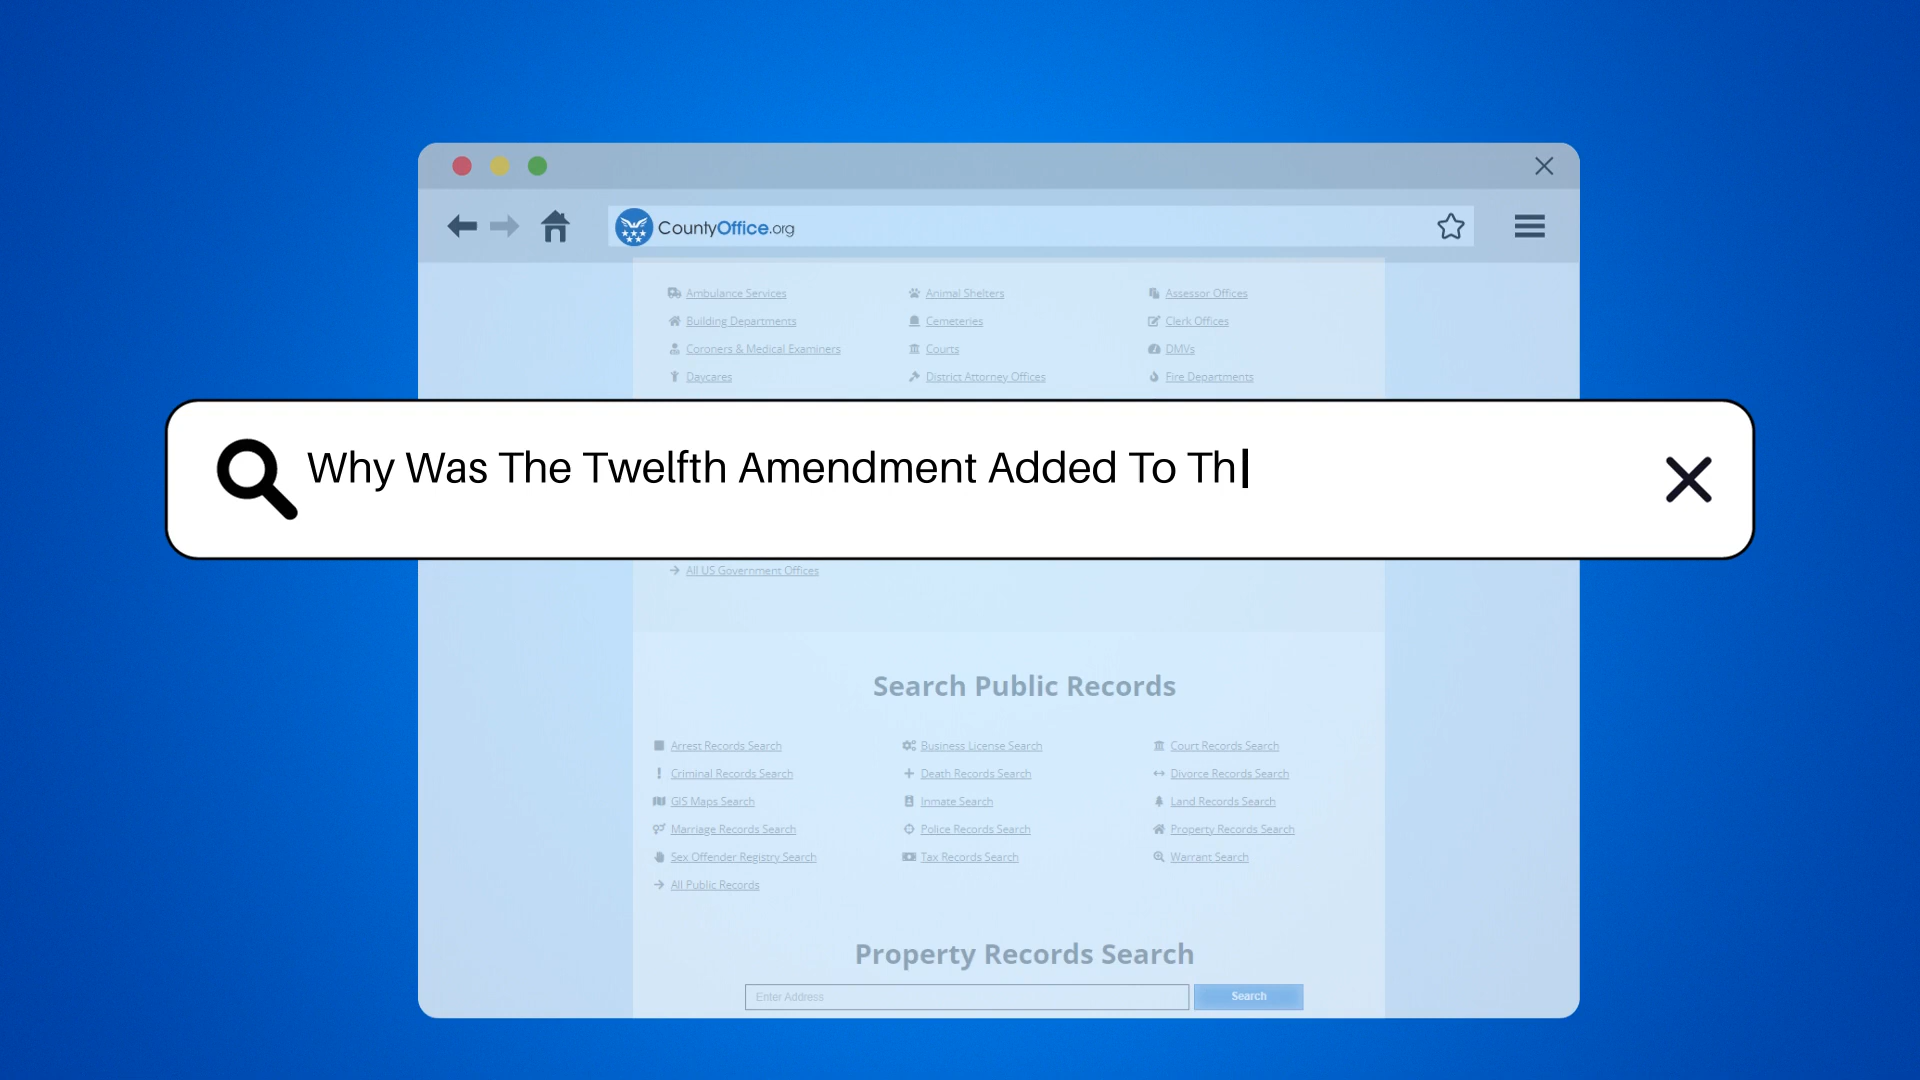 CountyOffice.org
Ambulance Services Animal Shelters Assessor Offices
Building Departments Cemeteries Clerk Offices
Coroners & Medical Examiners Courts DMVs
Daycares District Attorney Offices Fire Departments
Why Was The Twelfth Amendment Added To Th
All US Government Offices
Search Public Records
Arrest Records Search Business License Search Court Records Search
Criminal Records Search Death Records Search Divorce Records Search
GIS Maps Search Inmate Search Land Records Search
Marriage Records Search Police Records Search Property Records Search
Sex Offender Registry Search Tax Records Search Warrant Search
All Public Records
Property Records Search
Enter Address Search